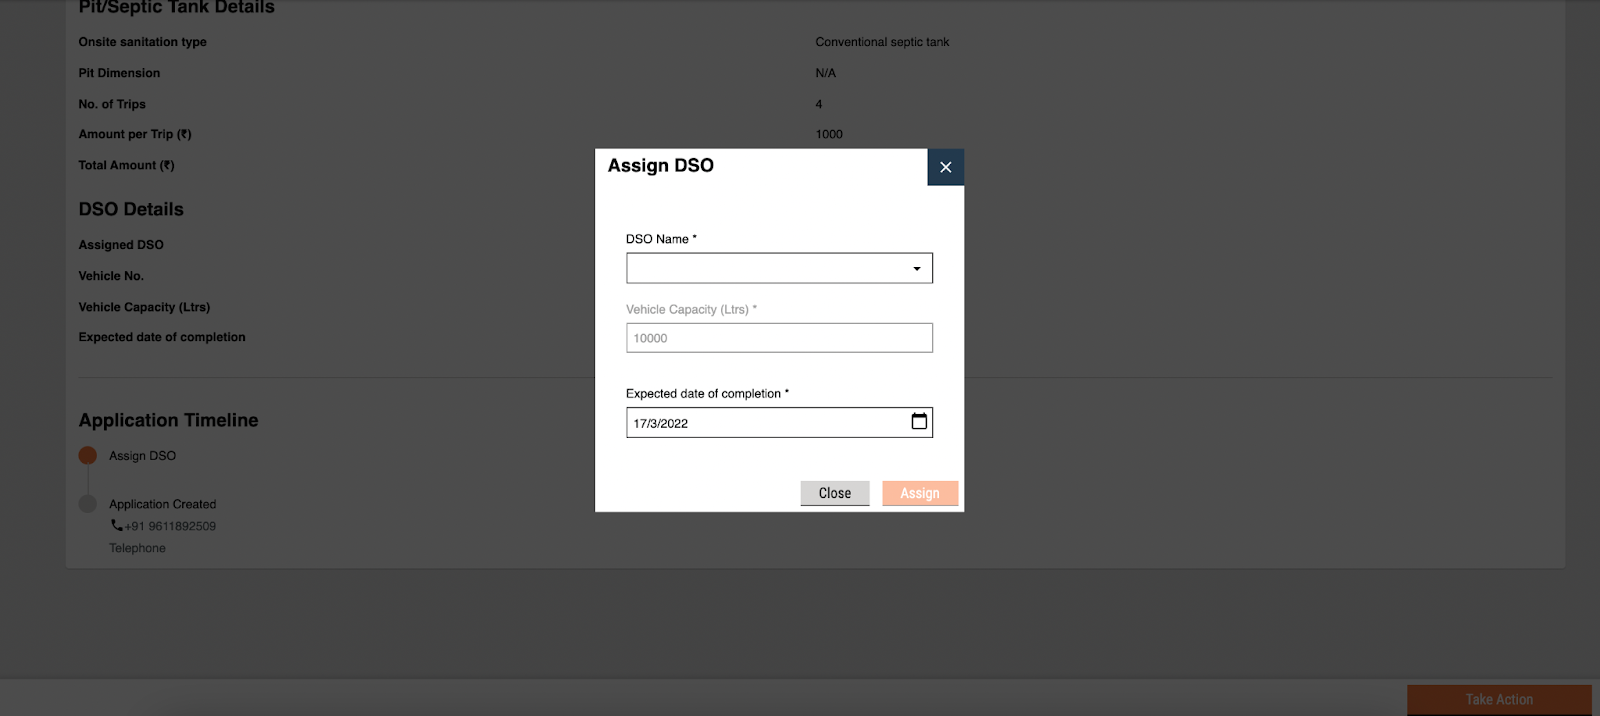 Pit/Septic Tank Details
Onsite sanitation type Conventional septic tank
Pit Dimension N/A
No. of Trips 4
Amount per Trip (₹) 1000
Total Amount (₹)
DSO Details
Assigned DSO
Vehicle No.
Vehicle Capacity (Ltrs)
Expected date of completion
Application Timeline
Assign DSO
Application Created
+91 9611892509
Telephone
Assign DSO
DSO Name *
Vehicle Capacity (Ltrs) *
10000
Expected date of completion *
17/3/2022
Close Assign
Take Action